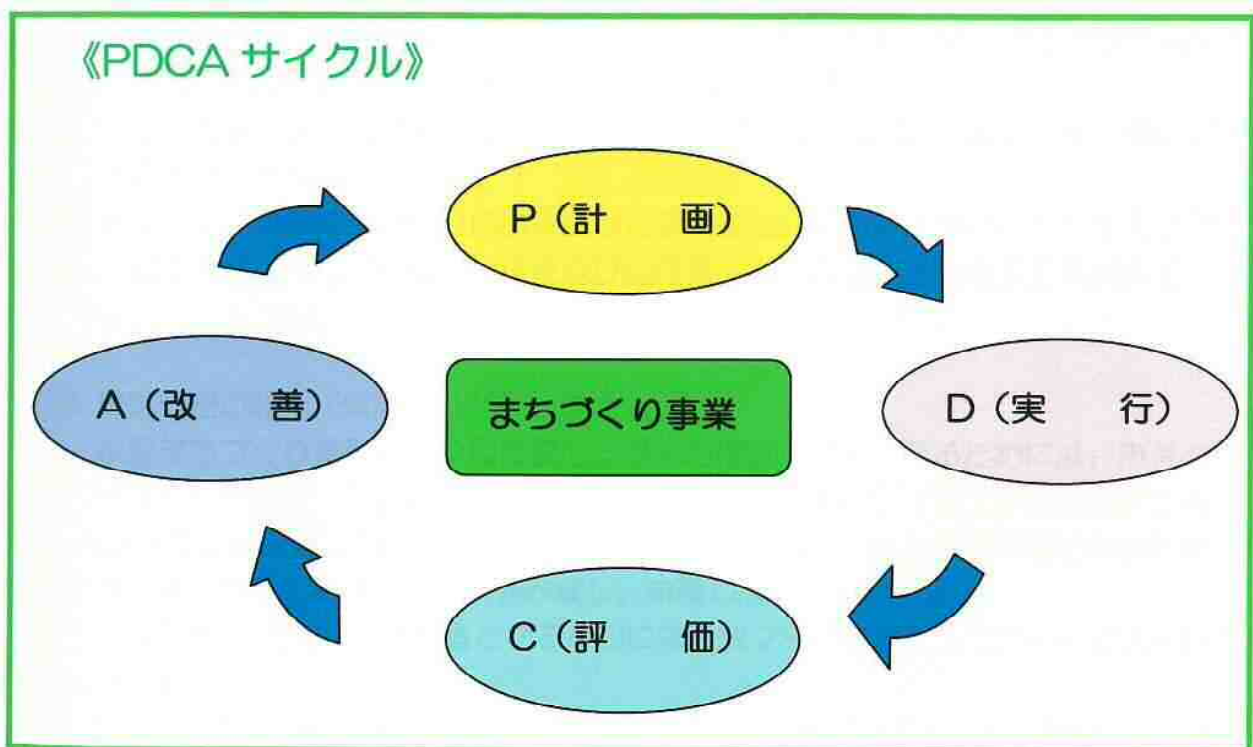 《PDCA サイクル》
P（計　　画）
A（改　　善）
まちづくり事業
D（実　　行）
C（評　　価）